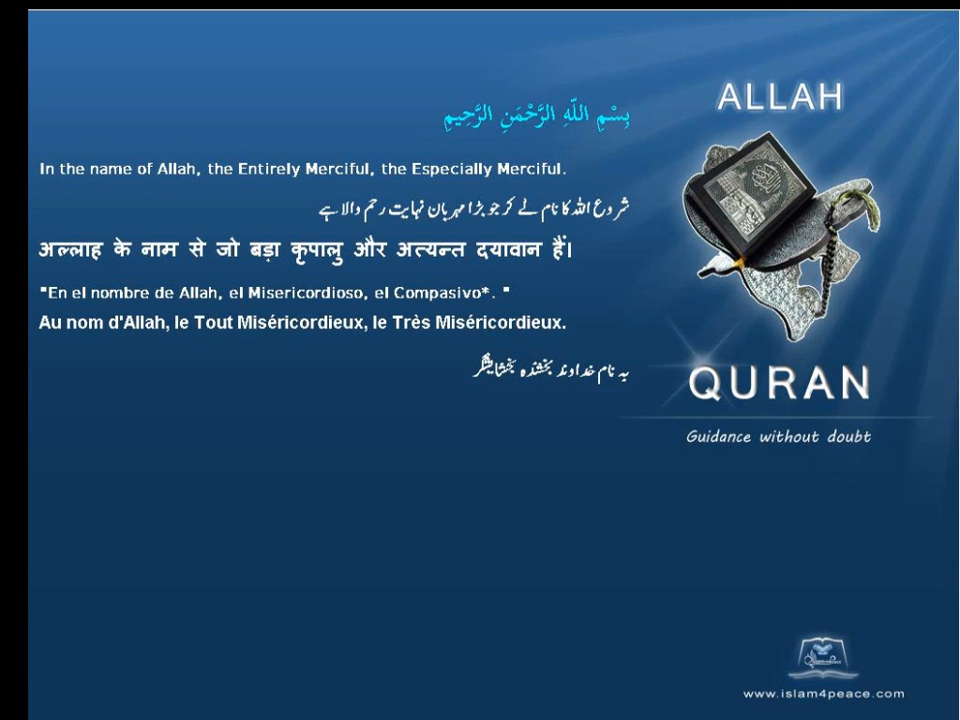 بِسْمِ اللَّهِ الرَّحْمَنِ الرَّحِيمِ
In the name of Allah, the Entirely Merciful, the Especially Merciful.
شروع الله کا نام لے کر جو بڑا مہربان نہایت رحم والا ہے
अल्लाह के नाम से जो बड़ा कृपालु और अत्यन्त दयावान हैं।
"En el nombre de Allah, el Misericordioso, el Compasivo*. "
Au nom d'Allah, le Tout Miséricordieux, le Très Miséricordieux.
به نام خداوند بخشنده بخشایشگر
ALLAH
QURAN
Guidance without doubt
www.islam4peace.com